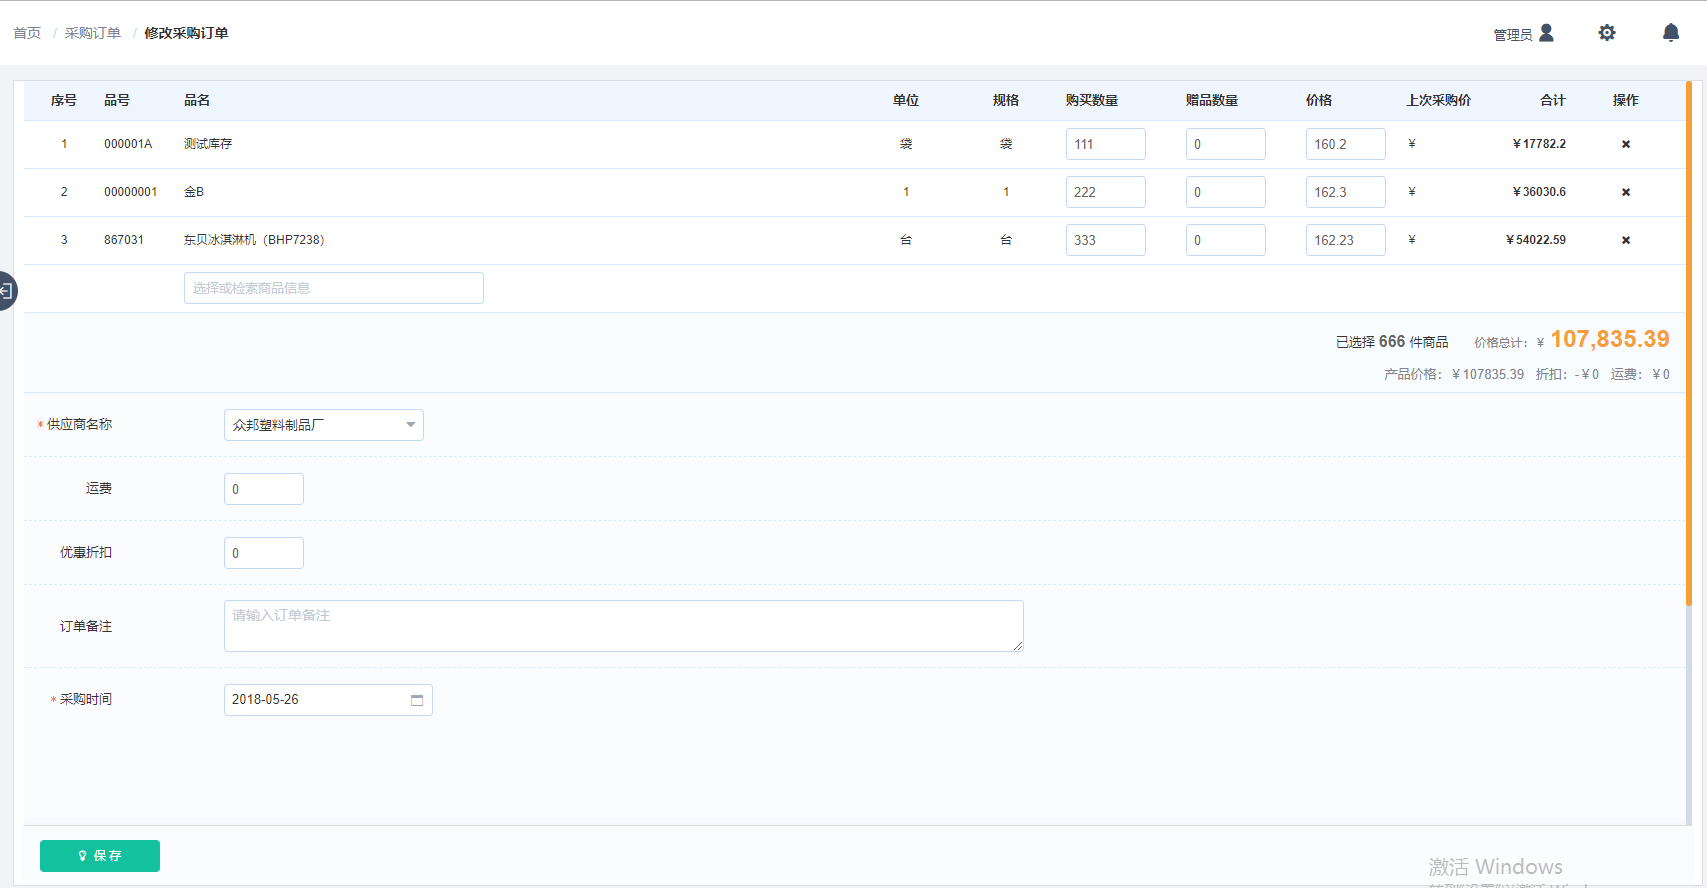 首页 / 采购订单 / 修改采购订单 管理员
序号 品号 品名 单位 规格 购买数量 赠品数量 价格 上次采购价 合计 操作
1 000001A 测试库存 袋 袋 111 0 160.2 ¥ ¥17782.2 ×
2 00000001 金B 1 1 222 0 162.3 ¥ ¥36030.6 ×
3 867031 东贝冰淇淋机（BHP7238） 台 台 333 0 162.23 ¥ ¥54022.59 ×
选择或检索商品信息
已选择 666 件商品 价格总计：¥ 107,835.39
产品价格：¥107835.39 折扣：-¥0 运费：¥0
* 供应商名称 众邦塑料制品厂
运费 0
优惠折扣 0
订单备注 请输入订单备注
* 采购时间 2018-05-26
保存
激活 Windows